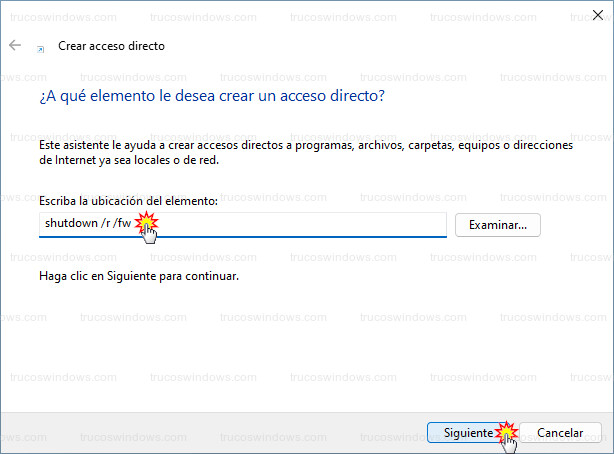 Crear acceso directo
¿A qué elemento le desea crear un acceso directo?
Este asistente le ayuda a crear accesos directos a programas, archivos, carpetas, equipos o direcciones
de Internet ya sea locales o de red.
Escriba la ubicación del elemento:
shutdown /r /fw
Examinar...
Haga clic en Siguiente para continuar.
Siguiente
Cancelar
trucoswindows.com